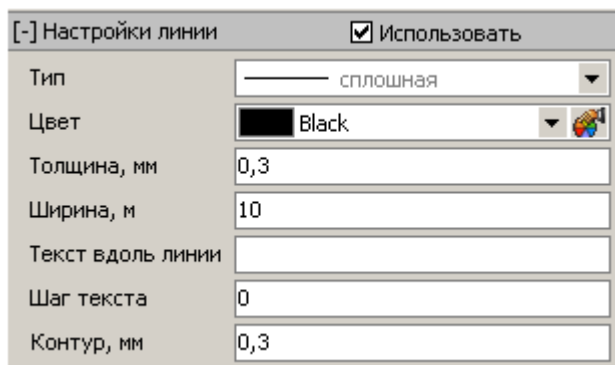 [-] Настройки линии Использовать
Тип сплошная
Цвет Black
Толщина, мм 0,3
Ширина, м 10
Текст вдоль линии
Шаг текста 0
Контур, мм 0,3